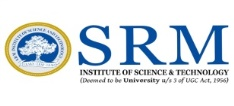 SRM
INSTITUTE OF SCIENCE & TECHNOLOGY
(Deemed to be University u/s 3 of UGC Act, 1956)